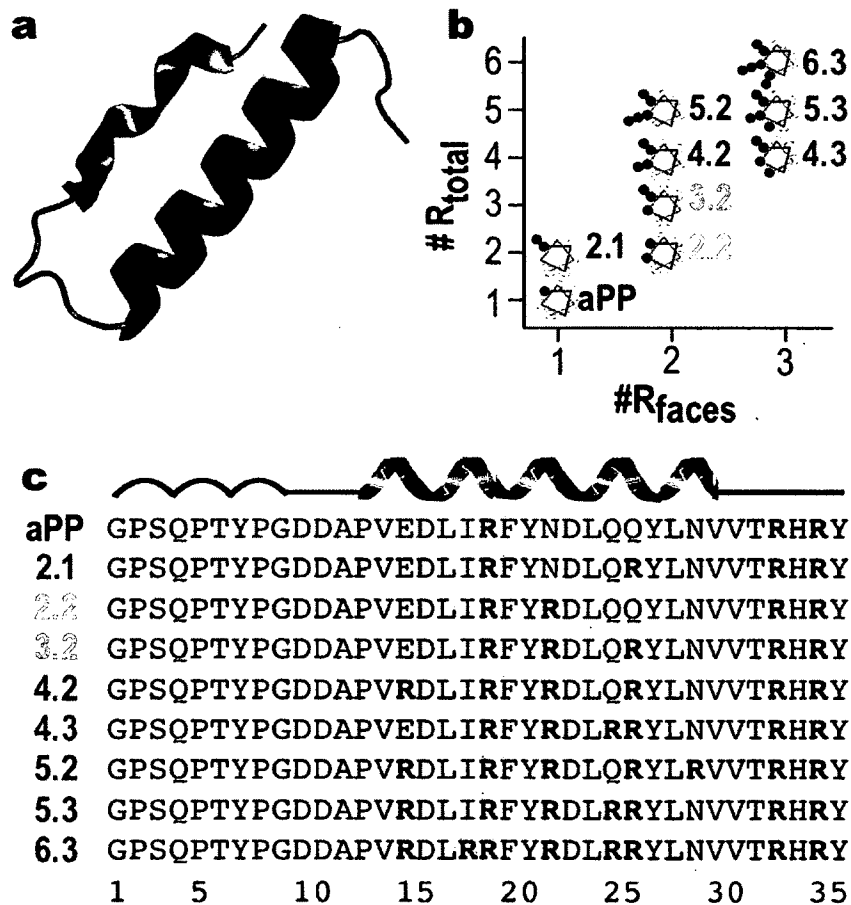 a
b
# R total
6
5
4
3
2
1
6.3
5.2
5.3
4.2
4.3
3.2
2.1
2.2
aPP
1
2
3
#R faces
c
aPP GPSQPTYPGDDAPVEDLIRFYNDLQQYLNVVTRHRY
2.1 GPSQPTYPGDDAPVEDLIRFYNDLQRYLNVVTRHRY
2.2 GPSQPTYPGDDAPVEDLIRFYRDLQQYLNVVTRHRY
3.2 GPSQPTYPGDDAPVEDLIRFYRDLQRYLNVVTRHRY
4.2 GPSQPTYPGDDAPVRDLIRFYRDLQRYLNVVTRHRY
4.3 GPSQPTYPGDDAPVEDLIRFYRDLRRYLNVVTRHRY
5.2 GPSQPTYPGDDAPVRDLIRFYRDLQRYLRVVTRHRY
5.3 GPSQPTYPGDDAPVRDLIRFYRDLRRYLNVVTRHRY
6.3 GPSQPTYPGDDAPVRDLRRFYRDLRRYLNVVTRHRY
1 5 10 15 20 25 30 35